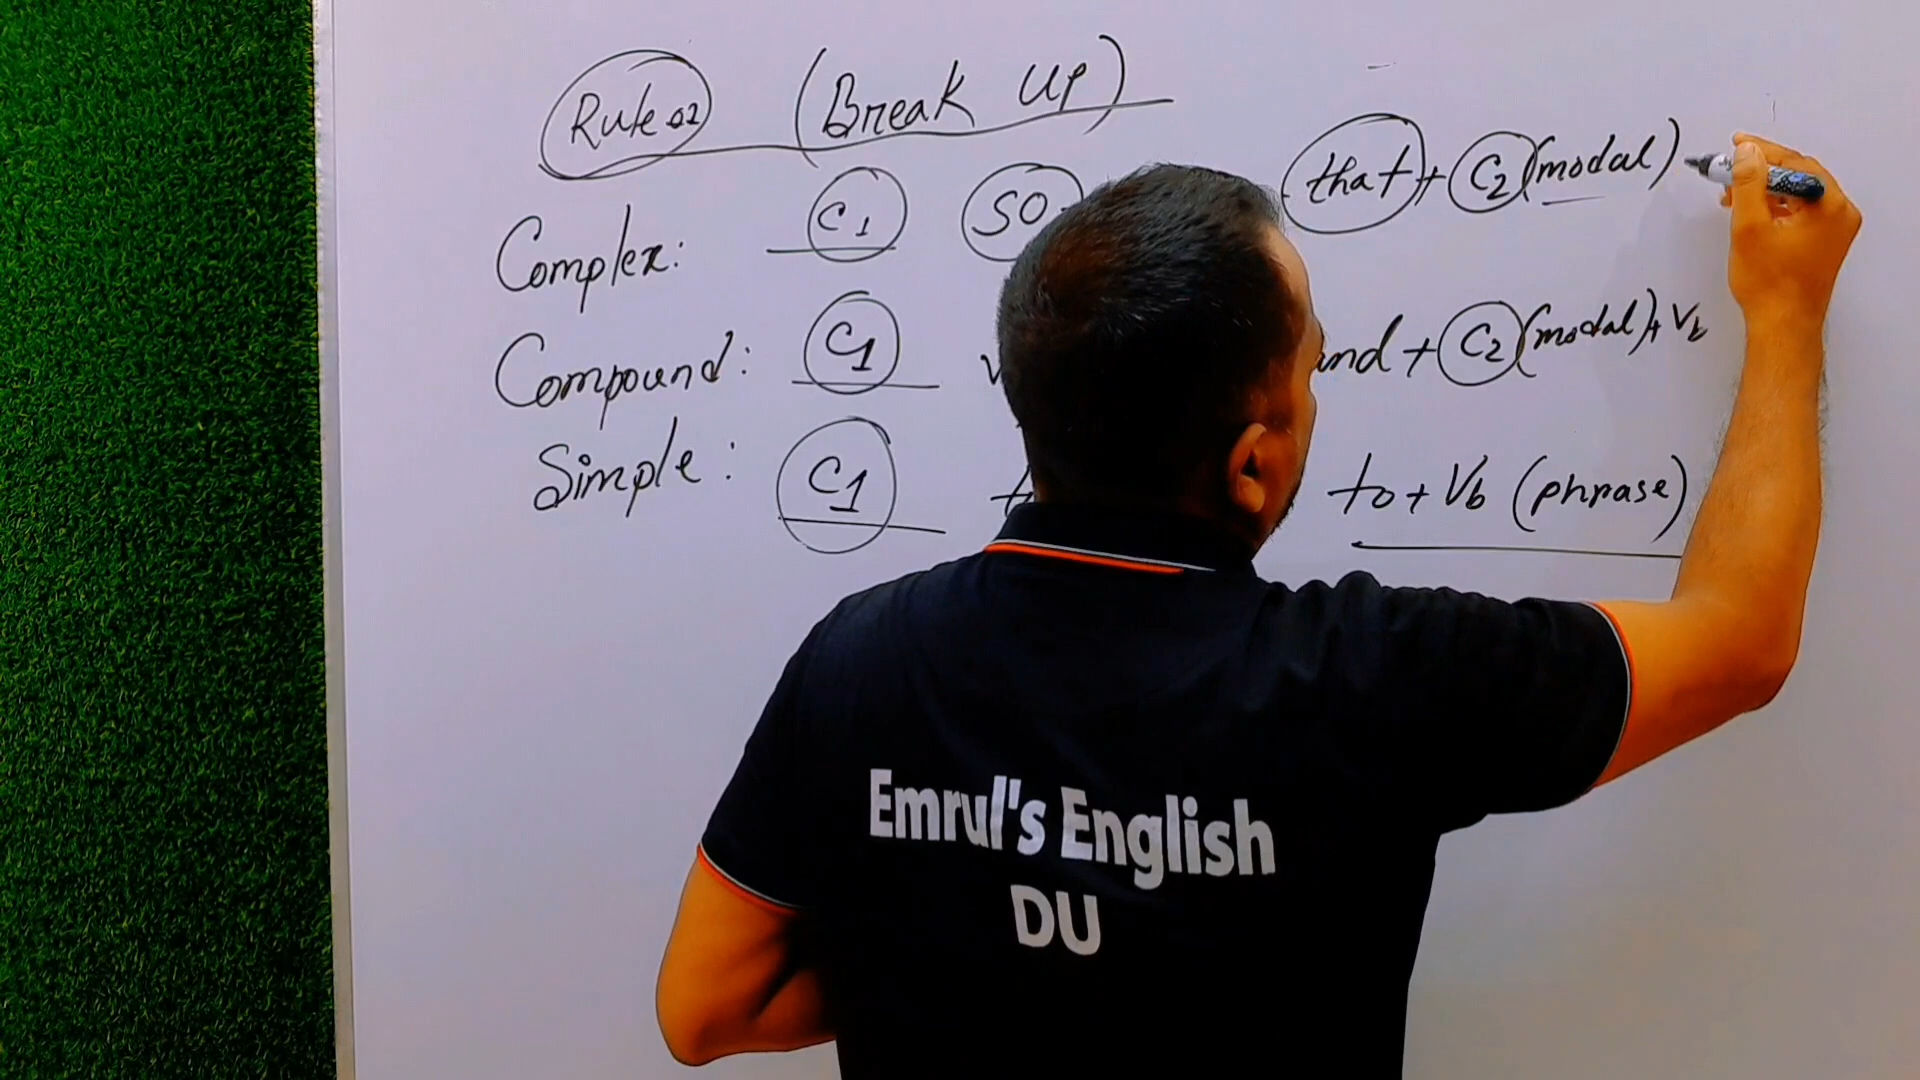 Rule 02 (Break Up)
Complex: C1 SO that + C2 (modal)
Compound: C1 and + C2 (modal) + Vb
Simple: C1 to + Vb (phrase)
Emrul's English
DU